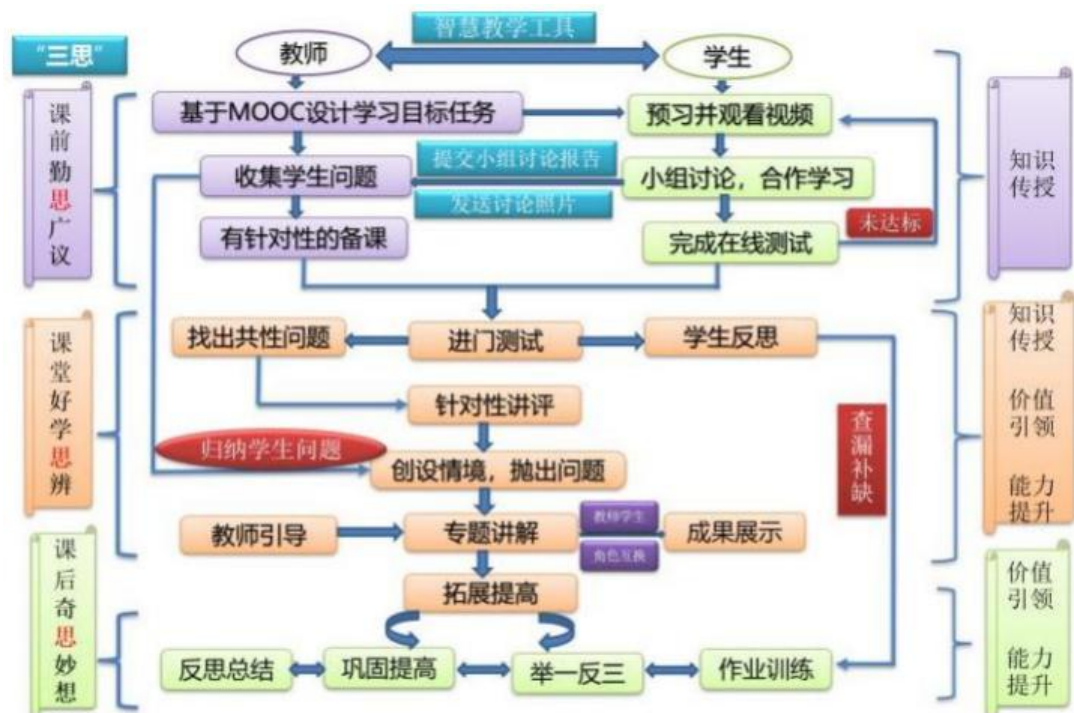 智慧教学工具
“三思”
教师
学生
课前勤思广议
基于MOOC设计学习目标任务
预习并观看视频
知识
传授
提交小组讨论报告
收集学生问题
小组讨论，合作学习
发送讨论照片
有针对性的备课
完成在线测试
未达标
课堂好学思辨
找出共性问题
进门测试
学生反思
知识
传授
价值
引领
能力
提升
针对性讲评
查漏补缺
归纳学生问题
创设情境，抛出问题
教师引导
专题讲解
教师学生
角色互换
成果展示
课后奇思妙想
拓展提高
价值
引领
能力
提升
反思总结
巩固提高
举一反三
作业训练